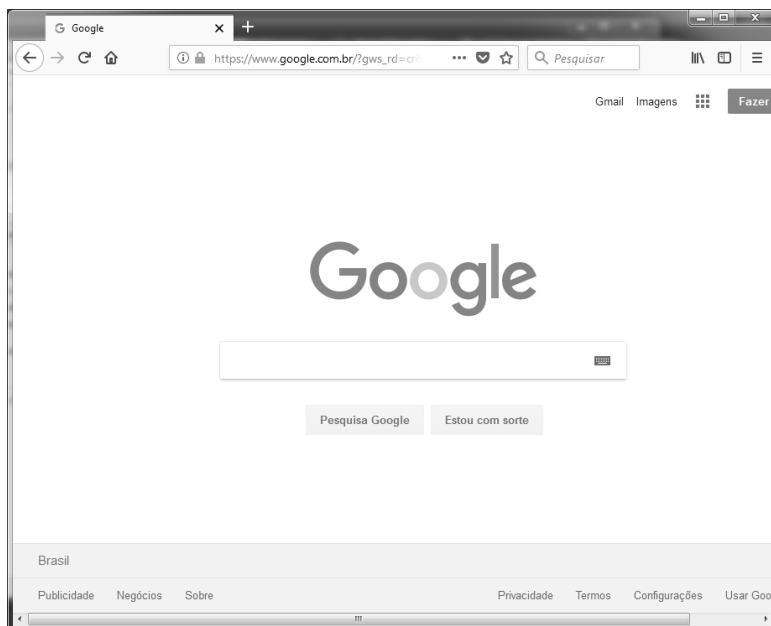 G Google
https://www.google.com.br/?gws_rd=cr&
Pesquisar
Gmail Imagens Fazer
Google
Pesquisa Google Estou com sorte
Brasil
Publicidade Negócios Sobre Privacidade Termos Configurações Usar Goo